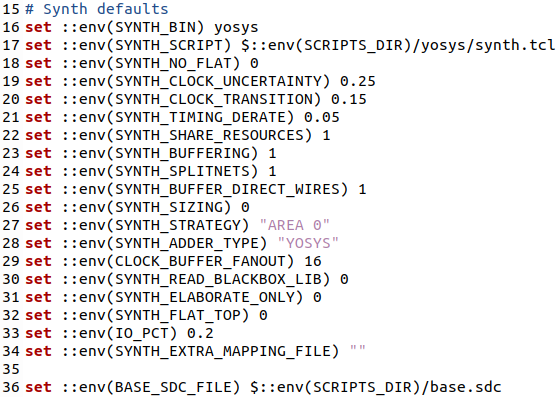 15 # Synth defaults
16 set ::env(SYNTH_BIN) yosys
17 set ::env(SYNTH_SCRIPT) $::env(SCRIPTS_DIR)/yosys/synth.tcl
18 set ::env(SYNTH_NO_FLAT) 0
19 set ::env(SYNTH_CLOCK_UNCERTAINTY) 0.25
20 set ::env(SYNTH_CLOCK_TRANSITION) 0.15
21 set ::env(SYNTH_TIMING_DERATE) 0.05
22 set ::env(SYNTH_SHARE_RESOURCES) 1
23 set ::env(SYNTH_BUFFERING) 1
24 set ::env(SYNTH_SPLITNETS) 1
25 set ::env(SYNTH_BUFFER_DIRECT_WIRES) 1
26 set ::env(SYNTH_SIZING) 0
27 set ::env(SYNTH_STRATEGY) "AREA 0"
28 set ::env(SYNTH_ADDER_TYPE) "YOSYS"
29 set ::env(CLOCK_BUFFER_FANOUT) 16
30 set ::env(SYNTH_READ_BLACKBOX_LIB) 0
31 set ::env(SYNTH_ELABORATE_ONLY) 0
32 set ::env(SYNTH_FLAT_TOP) 0
33 set ::env(IO_PCT) 0.2
34 set ::env(SYNTH_EXTRA_MAPPING_FILE) ""
35
36 set ::env(BASE_SDC_FILE) $::env(SCRIPTS_DIR)/base.sdc